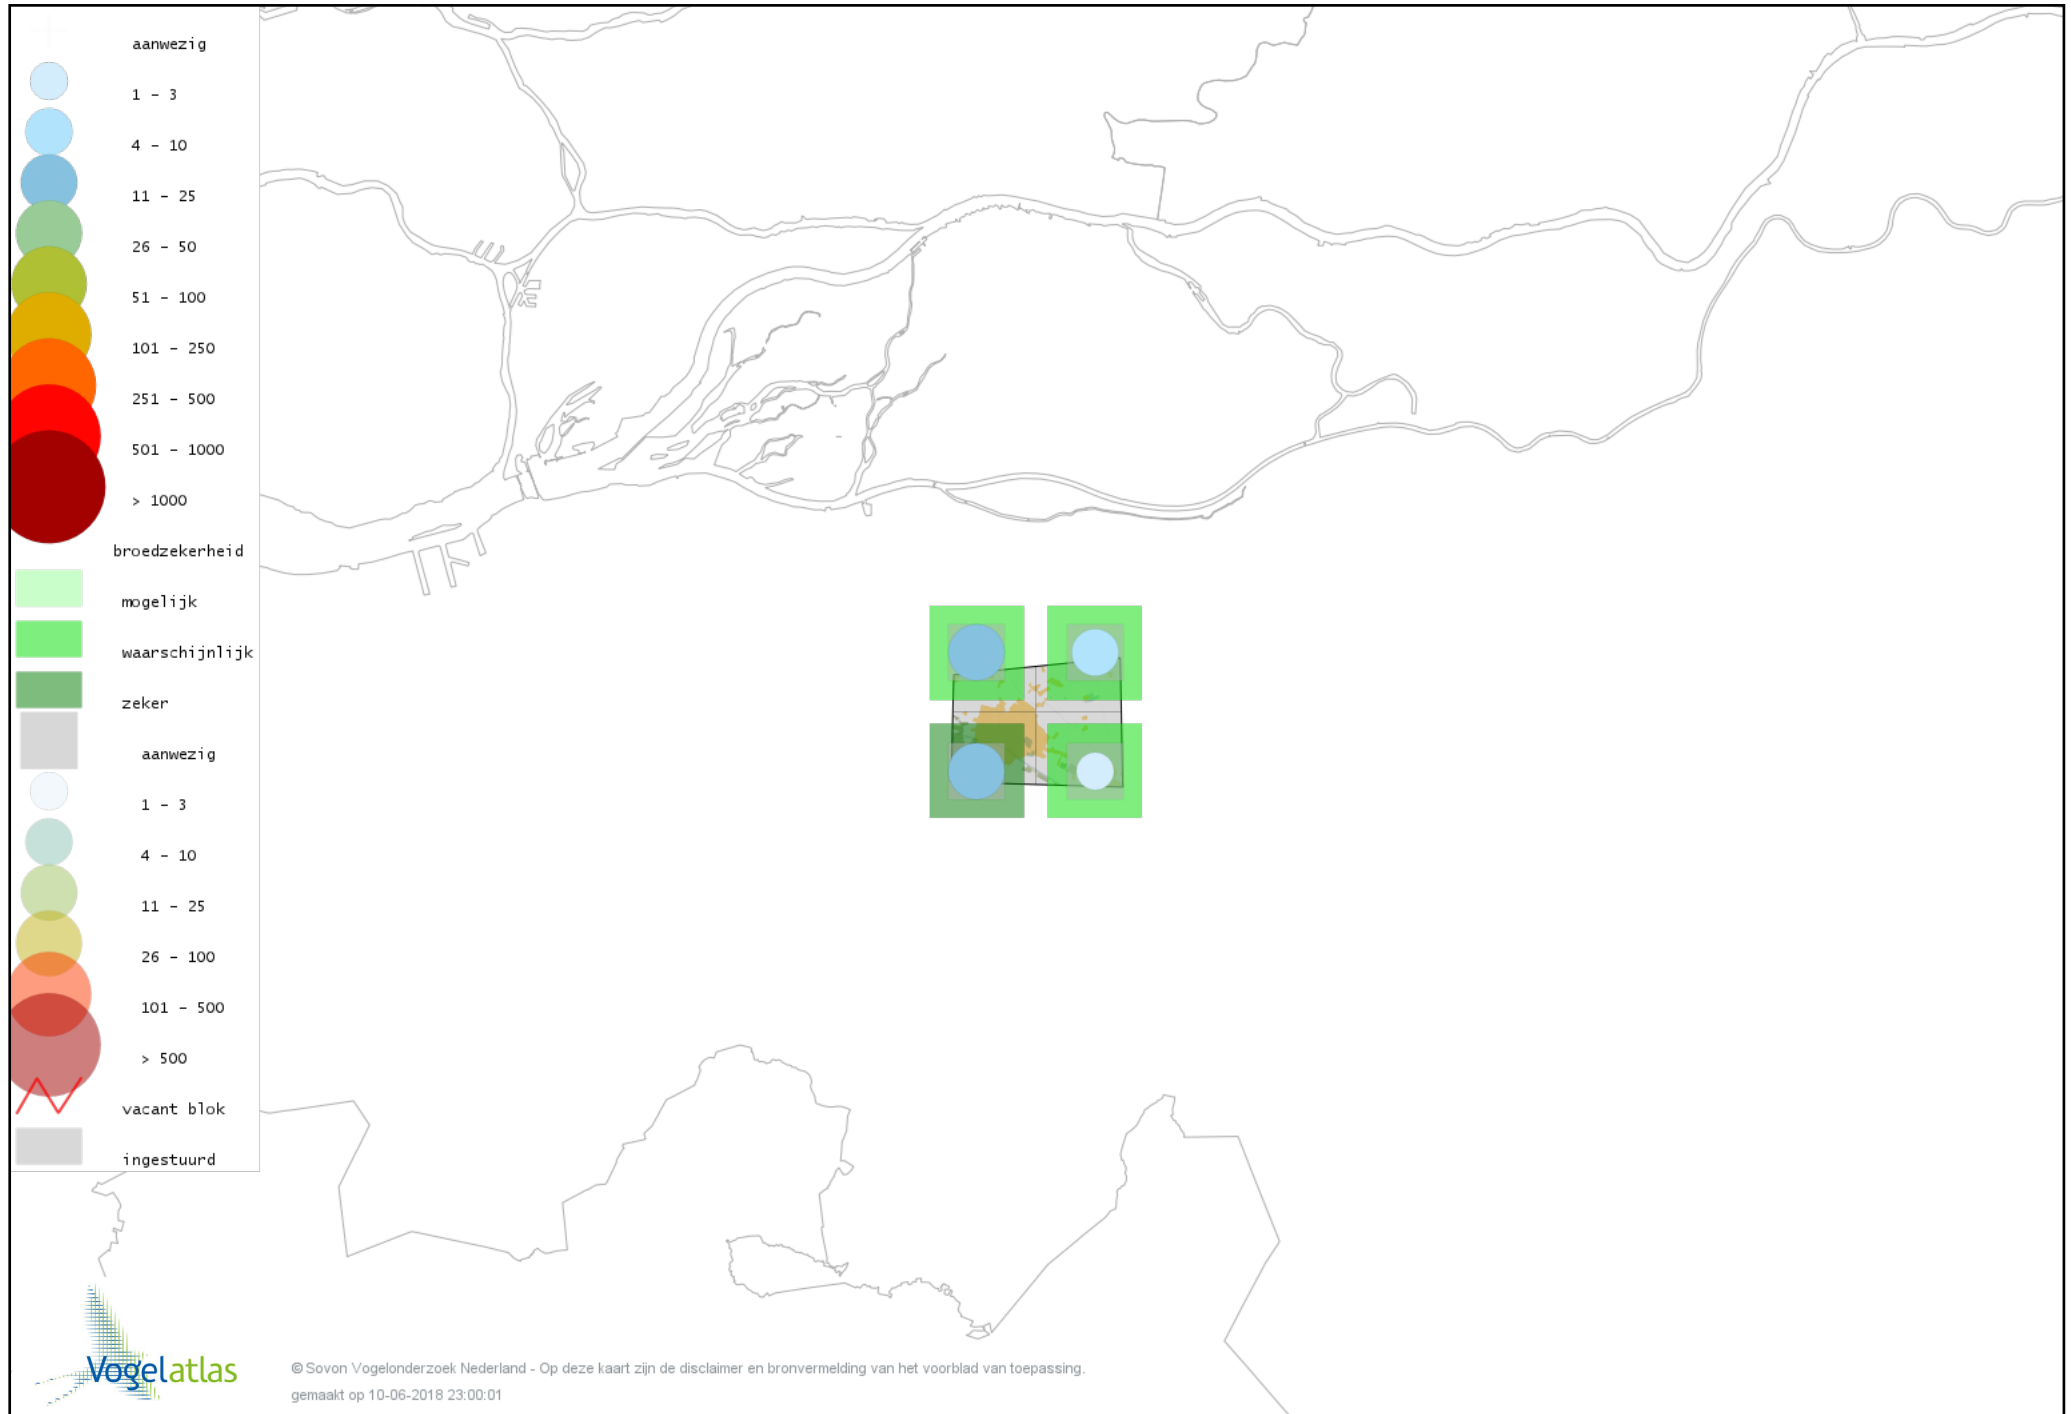 aanwezig
1 - 3
4 - 10
11 - 25
26 - 50
51 - 100
101 - 250
251 - 500
501 - 1000
> 1000
broedzekerheid
mogelijk
waarschijnlijk
zeker
aanwezig
1 - 3
4 - 10
11 - 25
26 - 100
101 - 500
> 500
vacant blok
ingestuurd
Vogelatlas
© Sovon Vogelonderzoek Nederland - Op deze kaart zijn de disclaimer en bronvermelding van het voorblad van toepassing.
gemaakt op 10-06-2018 23:00:01